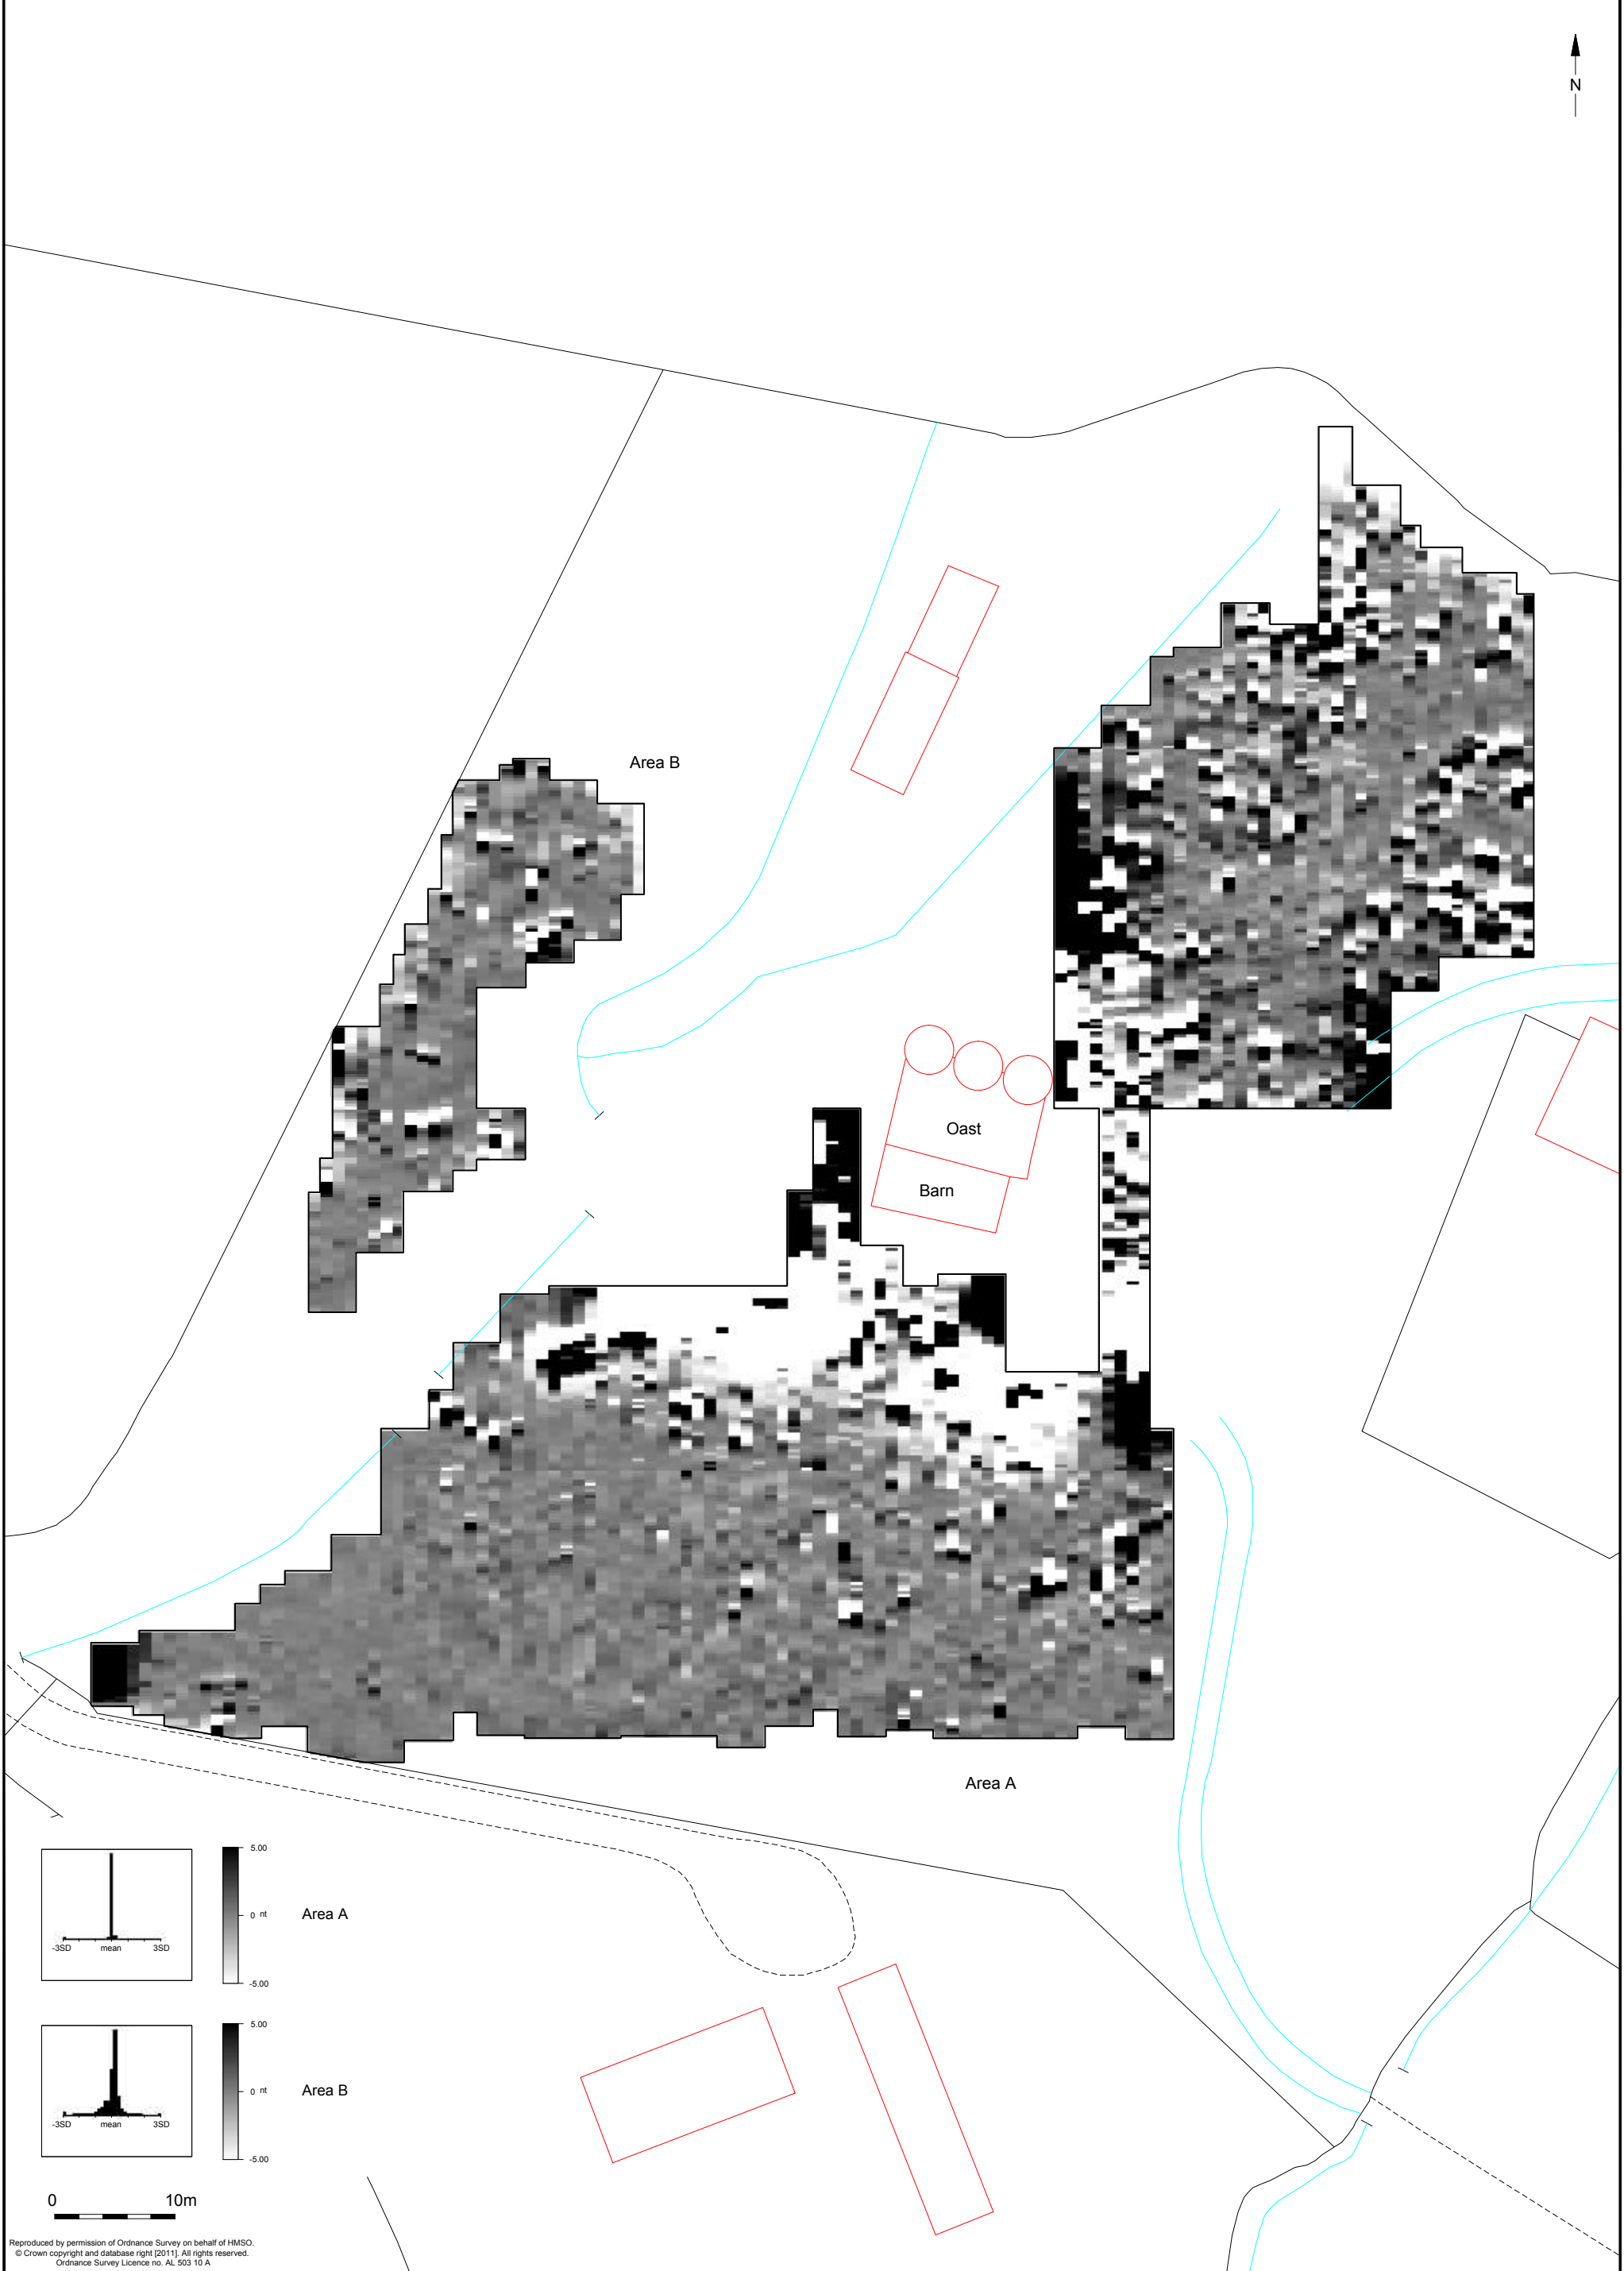 N
Area B
Oast
Barn
Area A
5.00
0 nt
-5.00
-3SD mean 3SD
Area A
5.00
0 nt
-5.00
-3SD mean 3SD
Area B
0 10m
Reproduced by permission of Ordnance Survey on behalf of HMSO.
© Crown copyright and database right [2011]. All rights reserved.
Ordnance Survey Licence no. AL 503 10 A